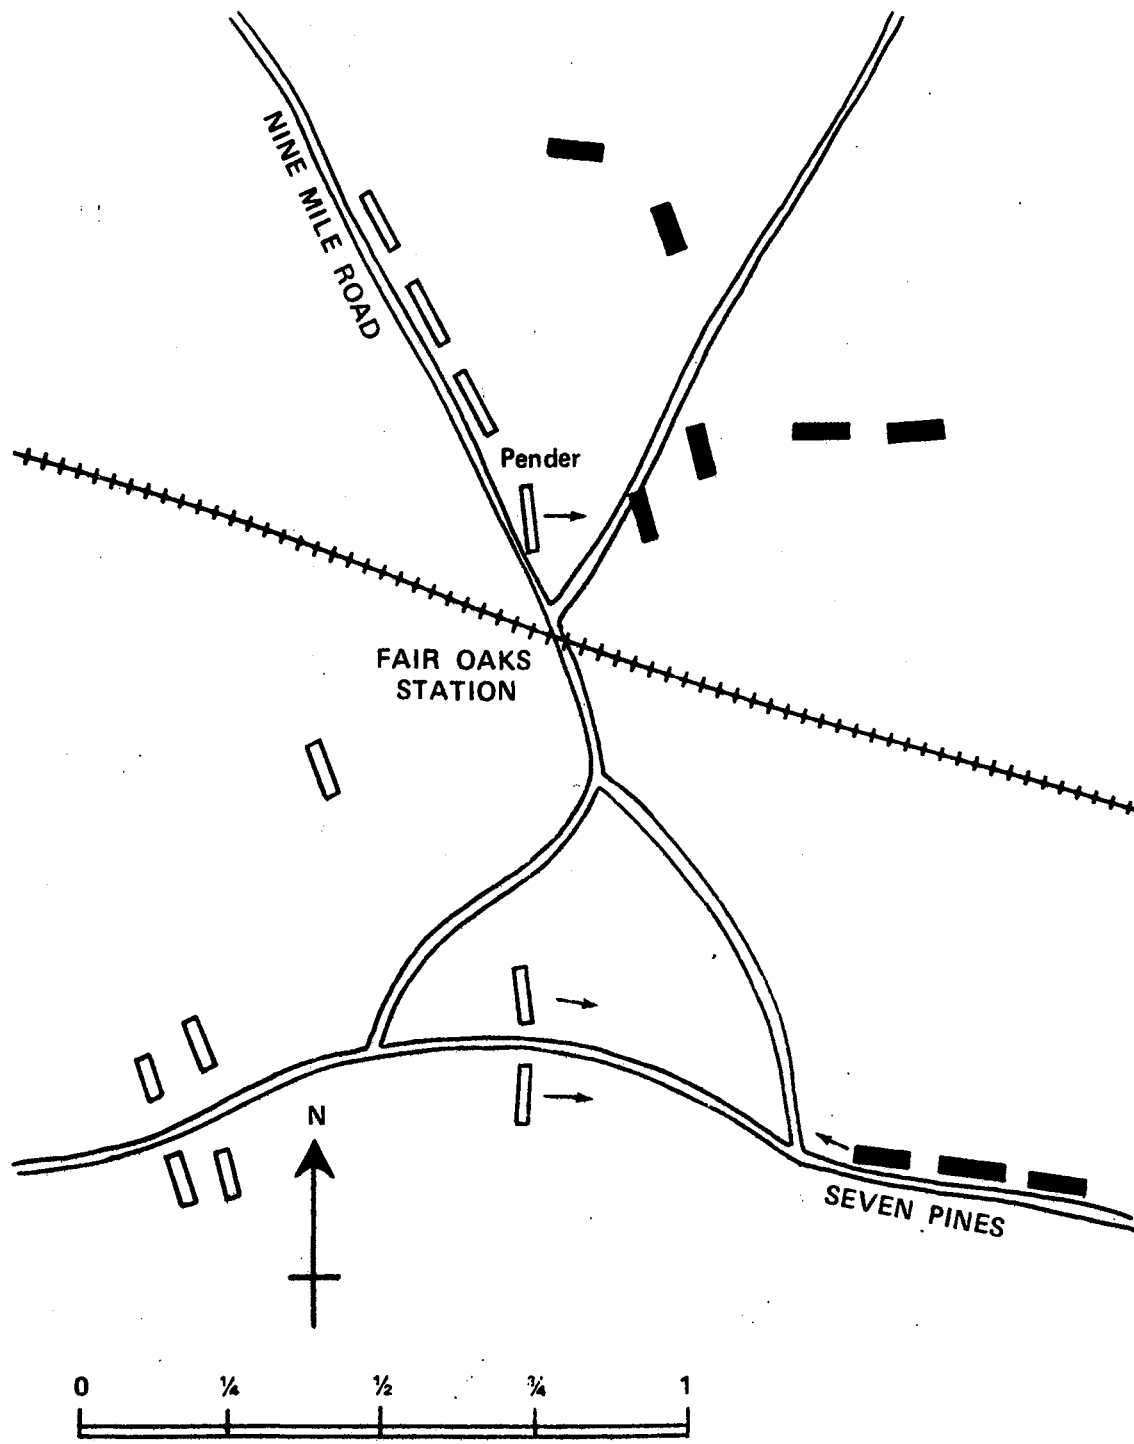 NINE MILE ROAD
Pender
FAIR OAKS
STATION
N
SEVEN PINES
0 ¼ ½ ¾ 1